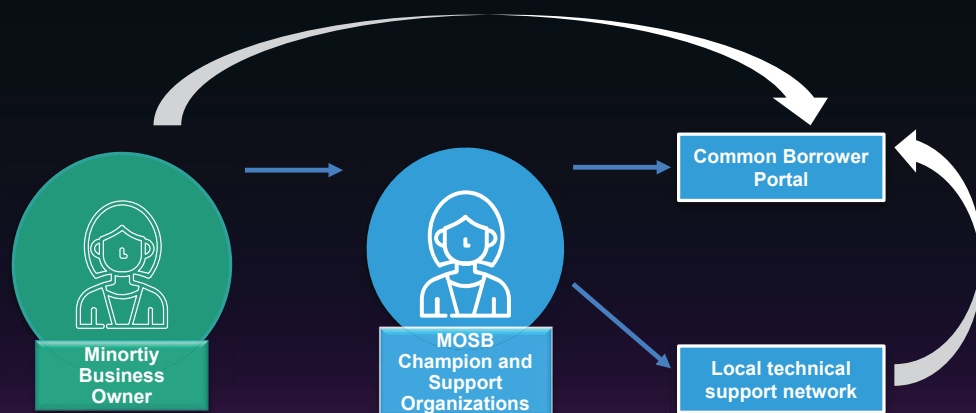 Common Borrower
Portal
Minortiy
Business
Owner
MOSB
Champion and
Support
Organizations
Local technical
support network